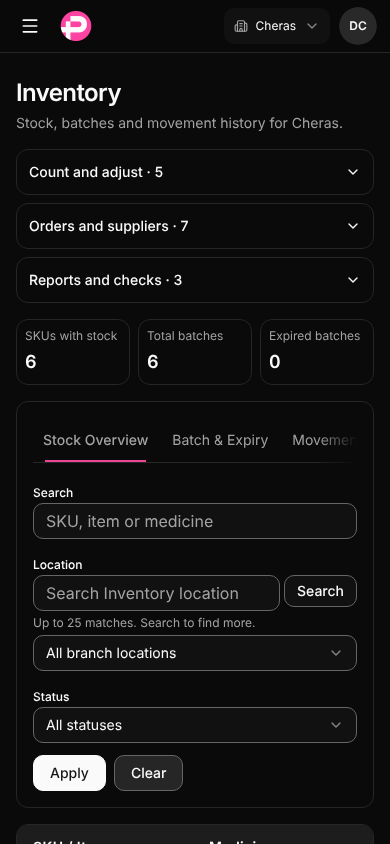 Cheras
DC
Inventory
Stock, batches and movement history for Cheras.
Count and adjust · 5
Orders and suppliers · 7
Reports and checks · 3
SKUs with stock
6
Total batches
6
Expired batches
0
Stock Overview
Batch & Expiry
Search
SKU, item or medicine
Location
Search Inventory location
Search
Up to 25 matches. Search to find more.
All branch locations
Status
All statuses
Apply
Clear